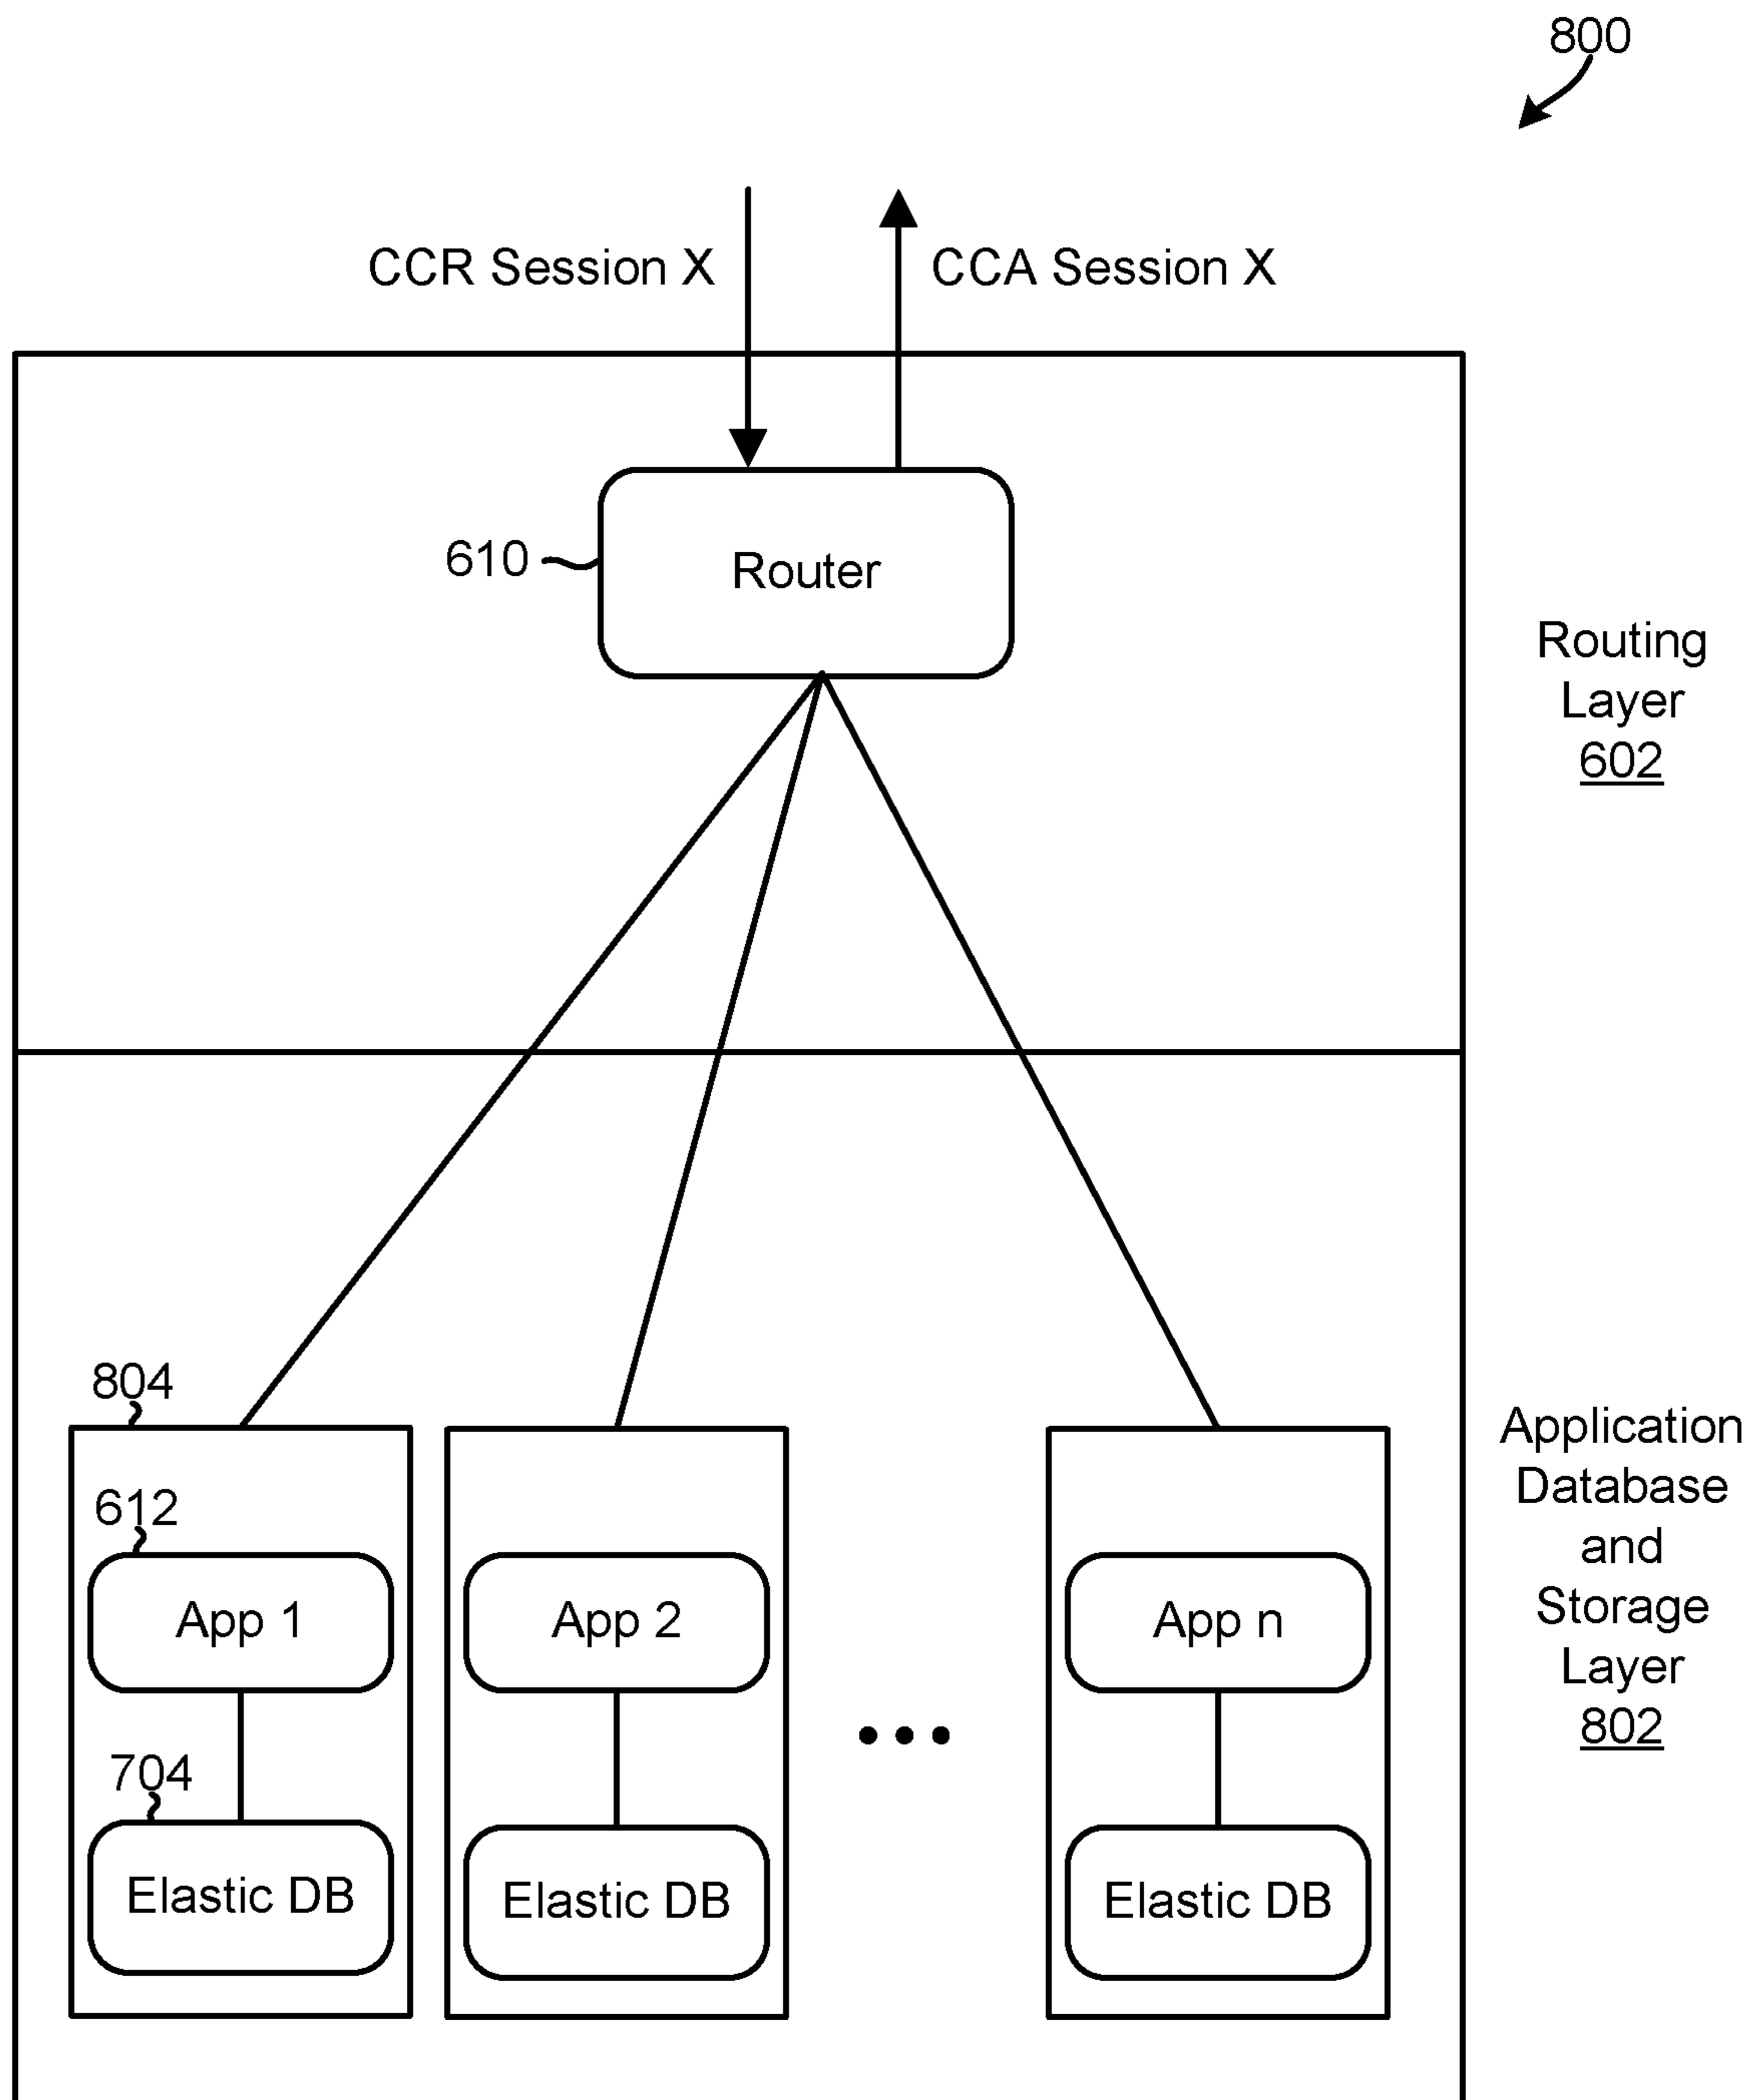 800
CCR Session X
CCA Session X
610
Router
Routing
Layer
602
804
612
App 1
App 2
App n
704
Elastic DB
Elastic DB
Elastic DB
Application
Database
and
Storage
Layer
802